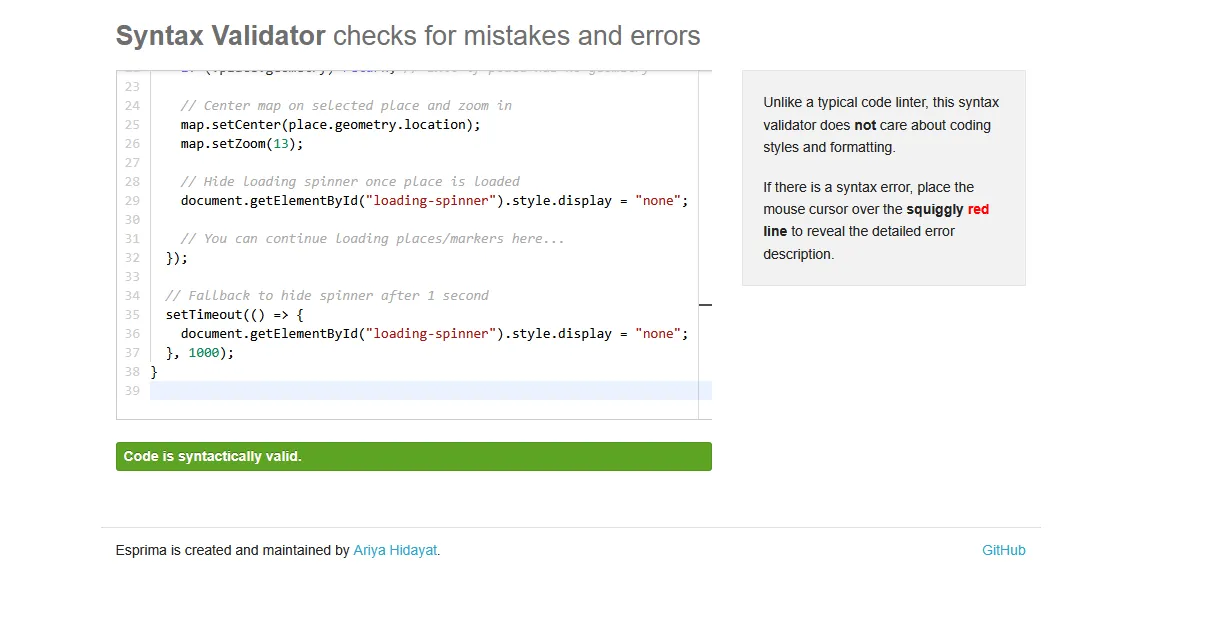 Syntax Validator checks for mistakes and errors
23
24 // Center map on selected place and zoom in
25 map.setCenter(place.geometry.location);
26 map.setZoom(13);
27
28 // Hide loading spinner once place is loaded
29 document.getElementById("loading-spinner").style.display = "none";
30
31 // You can continue loading places/markers here...
32 });
33
34 // Fallback to hide spinner after 1 second
35 setTimeout(() => {
36 document.getElementById("loading-spinner").style.display = "none";
37 }, 1000);
38 }
39
Code is syntactically valid.
Unlike a typical code linter, this syntax
validator does not care about coding
styles and formatting.
If there is a syntax error, place the
mouse cursor over the squiggly red
line to reveal the detailed error
description.
Esprima is created and maintained by Ariya Hidayat.
GitHub